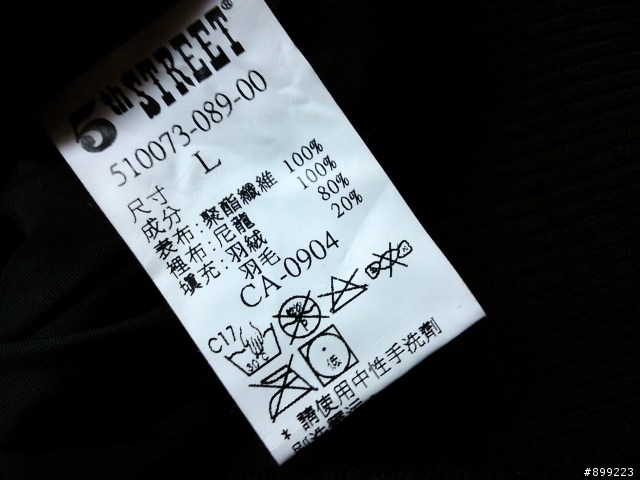 5th STREET®
510073-089-00
尺寸 L
成分
表布:聚酯纖維 100%
裡布:尼龍 100%
填充:羽絨 80%
羽毛 20%
CA-0904
C17
30°C
低
* 請使用中性手洗劑
#899223